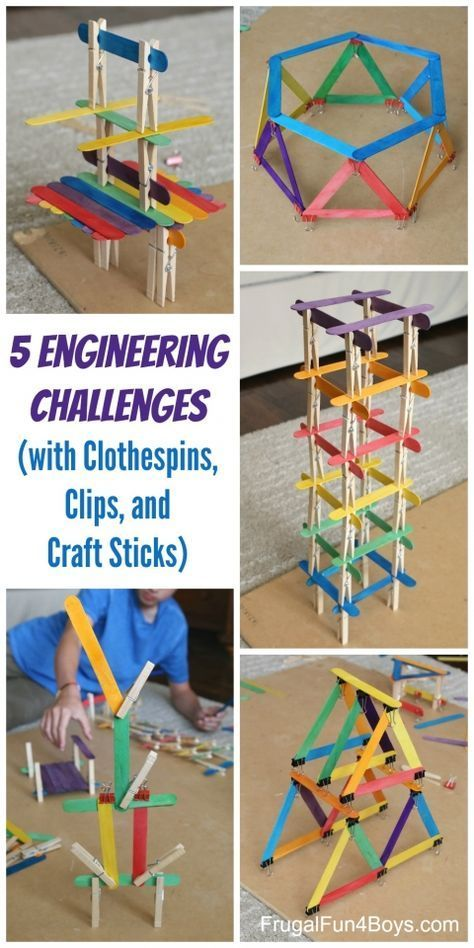 5 ENGINEERING
CHALLENGES
(with Clothespins,
Clips, and
Craft Sticks)
FrugalFun4Boys.com